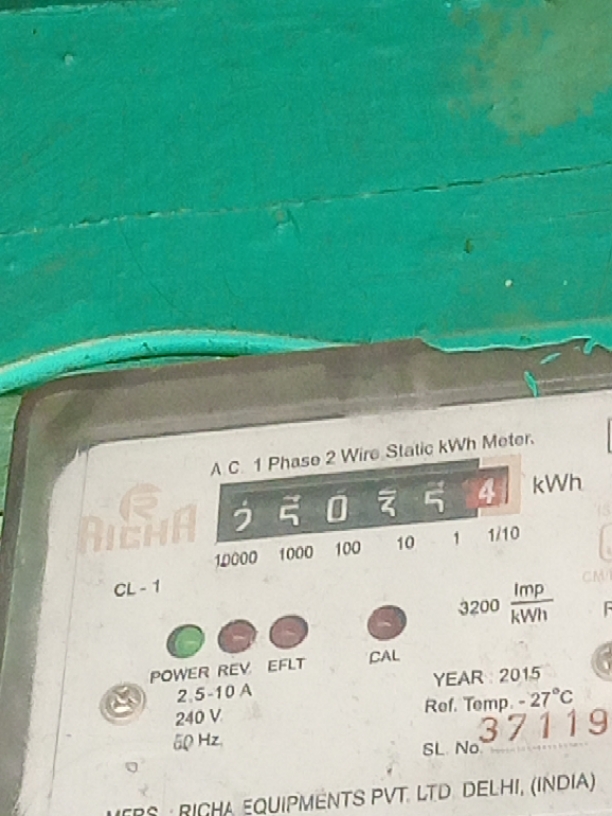 A.C. 1 Phase 2 Wire Static kWh Meter.
RICHA
250354 kWh
10000 1000 100 10 1 1/10
CL - 1
3200 Imp/kWh
POWER REV. EFLT CAL
2.5-10 A
240 V.
50 Hz.
YEAR : 2015
Ref. Temp. - 27°C
SL. No. 37119
MFRS : RICHA EQUIPMENTS PVT. LTD. DELHI, (INDIA)